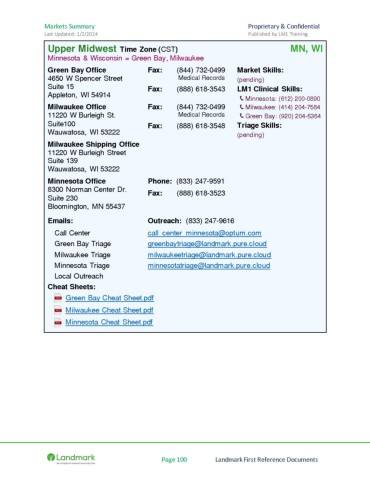 Markets Summary Proprietary & Confidential
Last Updated: 1/2/2024 Published by LM1 Training
Upper Midwest Time Zone (CST) MN, WI
Minnesota & Wisconsin = Green Bay, Milwaukee
Green Bay Office Fax: (844) 732-0499 Market Skills:
4650 W Spencer Street Medical Records (pending)
Suite 15 Fax: (888) 618-3543 LM1 Clinical Skills:
Appleton, WI 54914 Minnesota: (612) 200-0890
Milwaukee Office Fax: (844) 732-0499 Milwaukee: (414) 204-7584
11220 W Burleigh St. Medical Records Green Bay: (920) 264-5364
Suite100 Fax: (888) 618-3548 Triage Skills:
Wauwatosa, WI 53222 (pending)
Milwaukee Shipping Office
11220 W Burleigh Street
Suite 139
Wauwatosa, WI 53222
Minnesota Office Phone: (833) 247-9591
8300 Norman Center Dr. Fax: (888) 618-3523
Suite 230
Bloomington, MN 55437
Emails: Outreach: (833) 247-9616
Call Center call_center_minnesota@optum.com
Green Bay Triage greenbaytriage@landmark.pure.cloud
Milwaukee Triage milwaukeetriage@landmark.pure.cloud
Minnesota Triage minnesotatriage@landmark.pure.cloud
Local Outreach
Cheat Sheets:
Green Bay Cheat Sheet.pdf
Milwaukee Cheat Sheet.pdf
Minnesota Cheat Sheet.pdf
Landmark Page 100 Landmark First Reference Documents